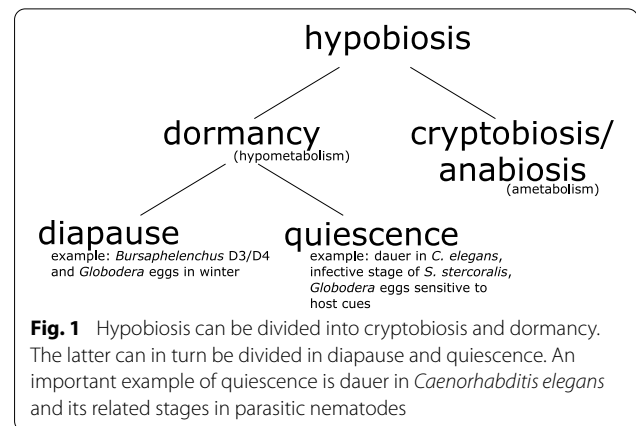 hypobiosis
dormancy
(hypometabolism)
cryptobiosis/
anabiosis
(ametabolism)
diapause
example: Bursaphelenchus D3/D4
and Globodera eggs in winter
quiescence
example: dauer in C. elegans,
infective stage of S. stercoralis,
Globodera eggs sensitive to
host cues
Fig. 1 Hypobiosis can be divided into cryptobiosis and dormancy.
The latter can in turn be divided in diapause and quiescence. An
important example of quiescence is dauer in Caenorhabditis elegans
and its related stages in parasitic nematodes